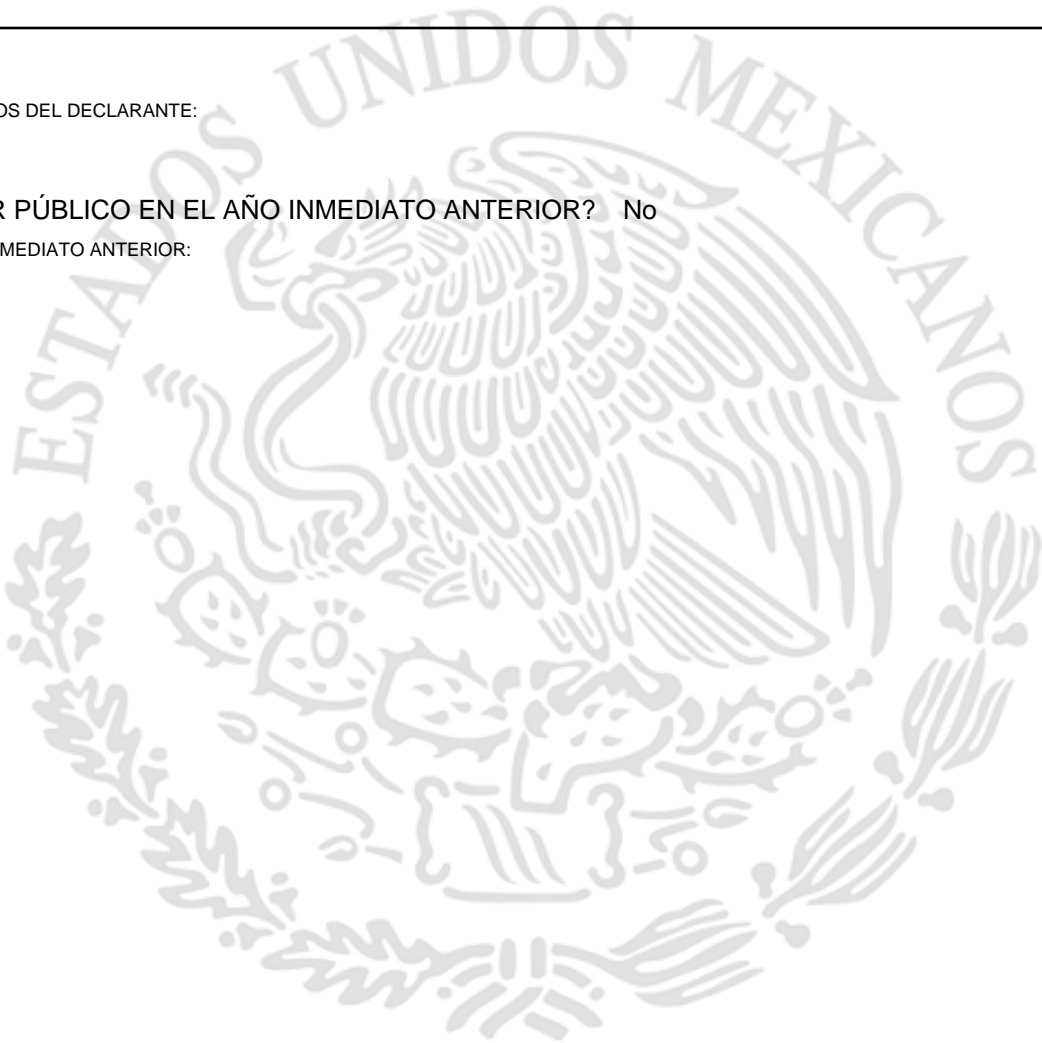 ESTADOS UNIDOS MEXICANOS
OS DEL DECLARANTE:
R PÚBLICO EN EL AÑO INMEDIATO ANTERIOR? No
MEDIATO ANTERIOR: